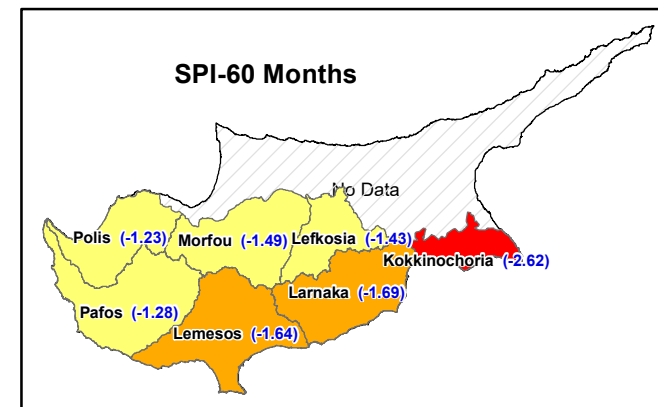 SPI-60 Months
No Data
Polis (-1.23)
Morfou (-1.49)
Lefkosia (-1.43)
Kokkinochoria (-2.62)
Larnaka (-1.69)
Pafos (-1.28)
Lemesos (-1.64)